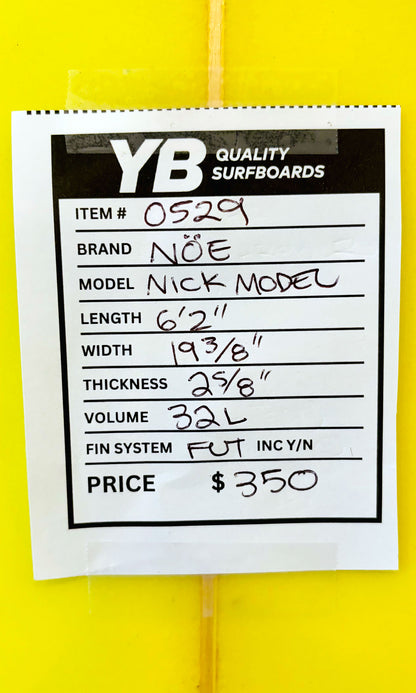 YB QUALITY
SURFBOARDS
ITEM # 0529
BRAND NÖE
MODEL NICK MODEL
LENGTH 6'2"
WIDTH 19 3/8"
THICKNESS 2 5/8"
VOLUME 32L
FIN SYSTEM FUT INC Y/N
PRICE $ 350